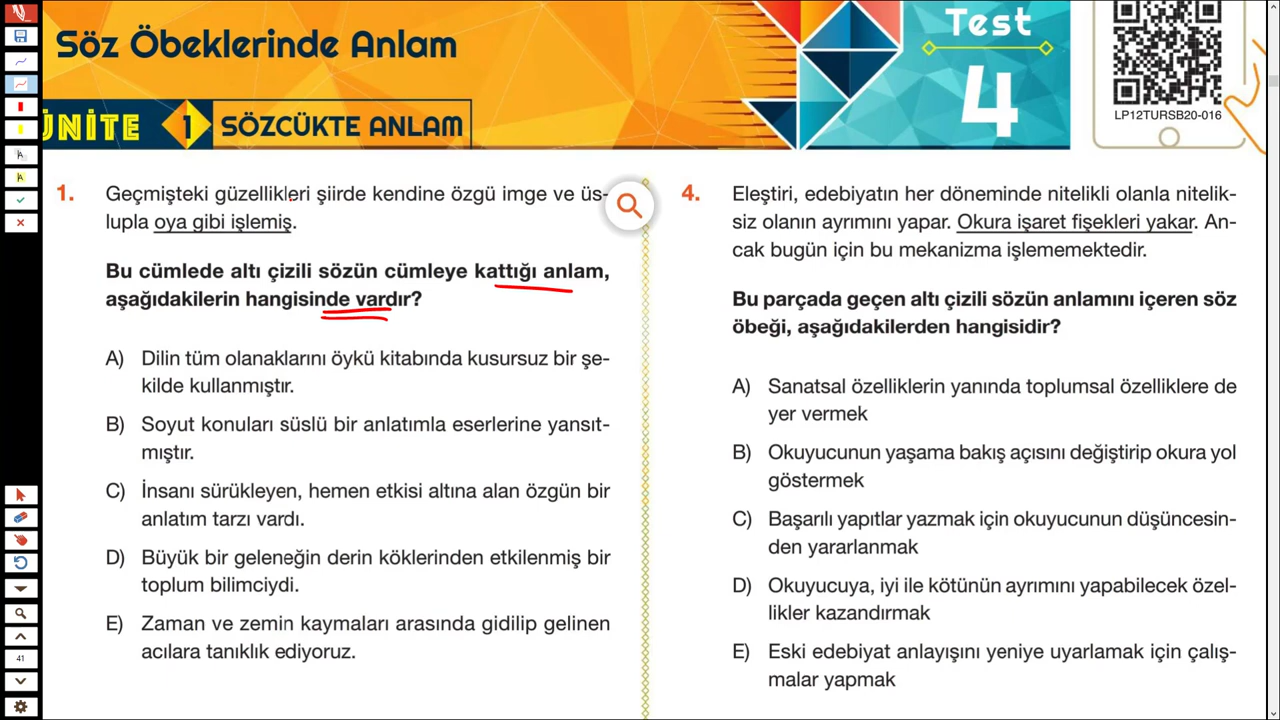 Söz Öbeklerinde Anlam
Test
4
ÜNİTE 1 SÖZCÜKTE ANLAM
LP12TURSB20-016
1. Geçmişteki güzellikleri şiirde kendine özgü imge ve üs-
lupla oya gibi işlemiş.
Bu cümlede altı çizili sözün cümleye kattığı anlam,
aşağıdakilerin hangisinde vardır?
A) Dilin tüm olanaklarını öykü kitabında kusursuz bir şe-
kilde kullanmıştır.
B) Soyut konuları süslü bir anlatımla eserlerine yansıt-
mıştır.
C) İnsanı sürükleyen, hemen etkisi altına alan özgün bir
anlatım tarzı vardı.
D) Büyük bir geleneğin derin köklerinden etkilenmiş bir
toplum bilimciydi.
E) Zaman ve zemin kaymaları arasında gidilip gelinen
acılara tanıklık ediyoruz.
4. Eleştiri, edebiyatın her döneminde nitelikli olanla nitelik-
siz olanın ayrımını yapar. Okura işaret fişekleri yakar. An-
cak bugün için bu mekanizma işlememektedir.
Bu parçada geçen altı çizili sözün anlamını içeren söz
öbeği, aşağıdakilerden hangisidir?
A) Sanatsal özelliklerin yanında toplumsal özelliklere de
yer vermek
B) Okuyucunun yaşama bakış açısını değiştirip okura yol
göstermek
C) Başarılı yapıtlar yazmak için okuyucunun düşüncesin-
den yararlanmak
D) Okuyucuya, iyi ile kötünün ayrımını yapabilecek özel-
likler kazandırmak
E) Eski edebiyat anlayışını yeniye uyarlamak için çalış-
malar yapmak
41